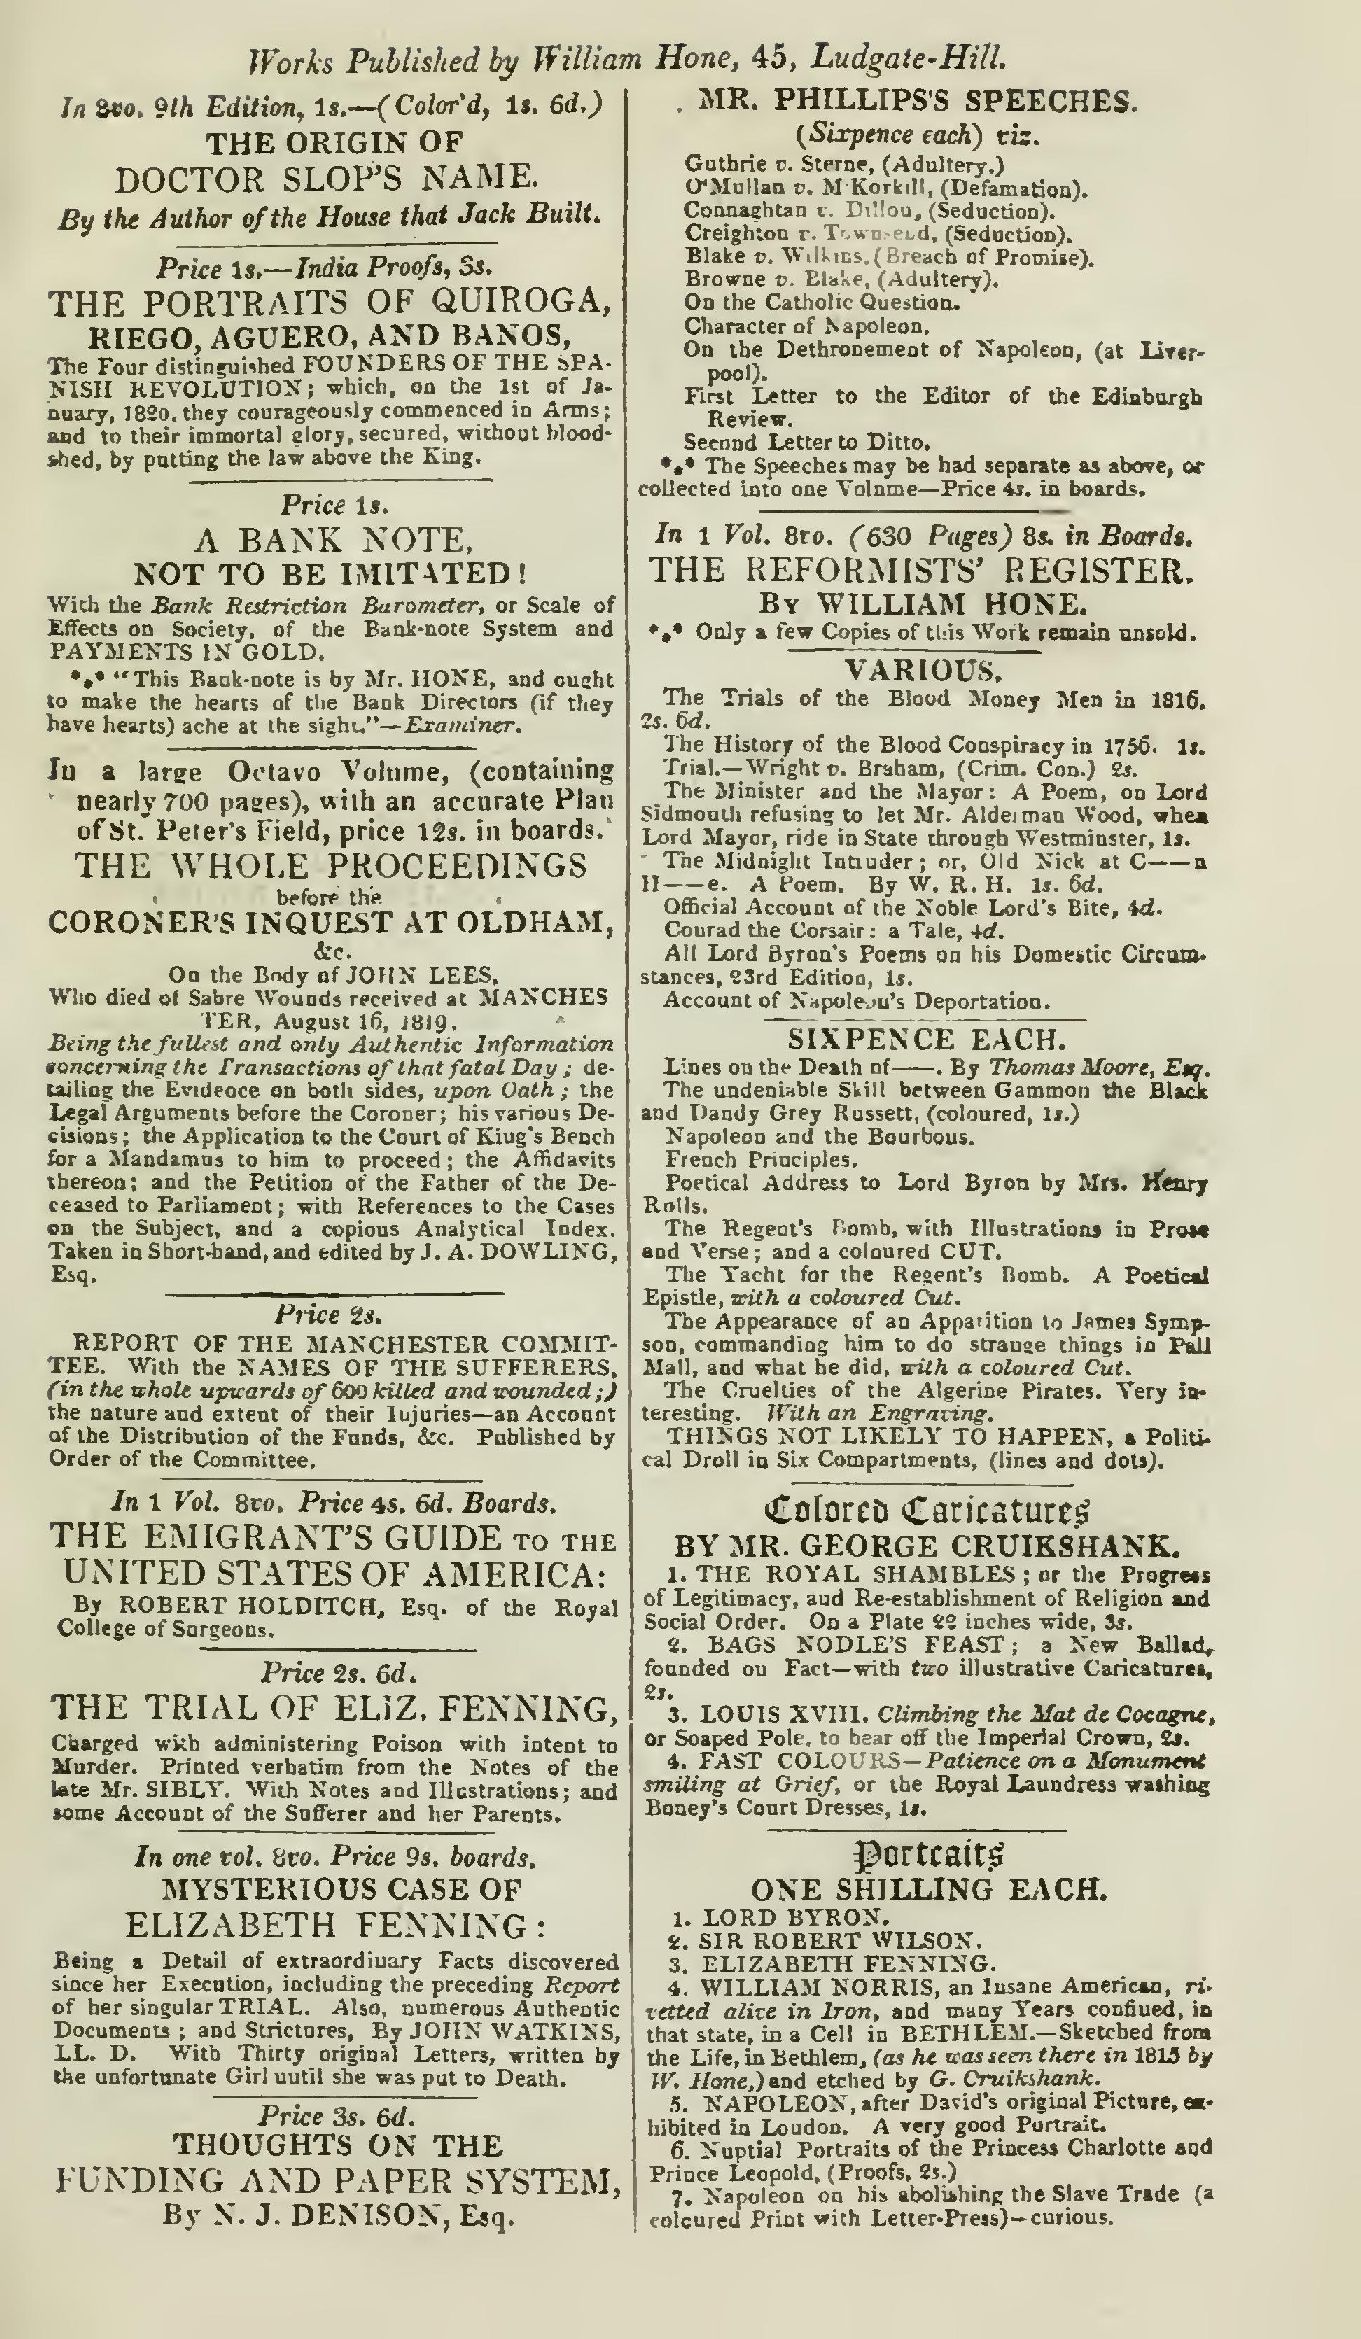 Works Published by William Hone, 45, Ludgate-Hill.
In 8vo. 9th Edition, 1s.—(Color'd, 1s. 6d.)
THE ORIGIN OF
DOCTOR SLOP'S NAME.
By the Author of the House that Jack Built.
Price 1s.—India Proofs, 3s.
THE PORTRAITS OF QUIROGA,
RIEGO, AGUERO, AND BANOS,
The Four distinguished FOUNDERS OF THE SPA-
NISH REVOLUTION; which, on the 1st of Ja-
nuary, 1820, they courageously commenced in Arms;
and to their immortal glory, secured, without blood-
shed, by putting the law above the King.
Price 1s.
A BANK NOTE,
NOT TO BE IMITATED!
With the Bank Restriction Barometer, or Scale of
Effects on Society, of the Bank-note System and
PAYMENTS IN GOLD.
*⁎* "This Bank-note is by Mr. HONE, and ought
to make the hearts of the Bank Directors (if they
have hearts) ache at the sight."—Examiner.
In a large Octavo Volume, (containing
nearly 700 pages), with an accurate Plan
of St. Peter's Field, price 12s. in boards.
THE WHOLE PROCEEDINGS
before the
CORONER'S INQUEST AT OLDHAM,
&c.
On the Body of JOHN LEES,
Who died of Sabre Wounds received at MANCHES
TER, August 16, 1819.
Being the fullest and only Authentic Information
concerning the Transactions of that fatal Day; de-
tailing the Evidence on both sides, upon Oath; the
Legal Arguments before the Coroner; his various De-
cisions; the Application to the Court of King's Bench
for a Mandamus to him to proceed; the Affidavits
thereon; and the Petition of the Father of the De-
ceased to Parliament; with References to the Cases
on the Subject, and a copious Analytical Index.
Taken in Short-hand, and edited by J. A. DOWLING,
Esq.
Price 2s.
REPORT OF THE MANCHESTER COMMIT-
TEE. With the NAMES OF THE SUFFERERS,
(in the whole upwards of 600 killed and wounded;)
the nature and extent of their Injuries—an Account
of the Distribution of the Funds, &c. Published by
Order of the Committee.
In 1 Vol. 8vo. Price 4s. 6d. Boards.
THE EMIGRANT'S GUIDE TO THE
UNITED STATES OF AMERICA:
By ROBERT HOLDITCH, Esq. of the Royal
College of Surgeons.
Price 2s. 6d.
THE TRIAL OF ELIZ. FENNING,
Charged with administering Poison with intent to
Murder. Printed verbatim from the Notes of the
late Mr. SIBLY. With Notes and Illustrations; and
some Account of the Sufferer and her Parents.
In one vol. 8vo. Price 9s. boards.
MYSTERIOUS CASE OF
ELIZABETH FENNING:
Being a Detail of extraordinary Facts discovered
since her Execution, including the preceding Report
of her singular TRIAL. Also, numerous Authentic
Documents; and Strictures, By JOHN WATKINS,
LL. D. With Thirty original Letters, written by
the unfortunate Girl until she was put to Death.
Price 3s. 6d.
THOUGHTS ON THE
FUNDING AND PAPER SYSTEM,
By N. J. DENISON, Esq.
MR. PHILLIPS'S SPEECHES.
(Sixpence each) viz.
Guthrie v. Sterne, (Adultery.)
O'Mullan v. M'Korkill, (Defamation).
Connaghtan v. Dillon, (Seduction).
Creighton v. Townsend, (Seduction).
Blake v. Wilkins, (Breach of Promise).
Browne v. Blake, (Adultery).
On the Catholic Question.
Character of Napoleon.
On the Dethronement of Napoleon, (at Liver-
pool).
First Letter to the Editor of the Edinburgh
Review.
Second Letter to Ditto.
*⁎* The Speeches may be had separate as above, or
collected into one Volume—Price 4s. in boards.
In 1 Vol. 8vo. (630 Pages) 8s. in Boards.
THE REFORMISTS' REGISTER.
BY WILLIAM HONE.
*⁎* Only a few Copies of this Work remain unsold.
VARIOUS.
The Trials of the Blood Money Men in 1816.
2s. 6d.
The History of the Blood Conspiracy in 1756. 1s.
Trial.—Wright v. Braham, (Crim. Con.) 2s.
The Minister and the Mayor: A Poem, on Lord
Sidmouth refusing to let Mr. Alderman Wood, when
Lord Mayor, ride in State through Westminster, 1s.
The Midnight Intruder; or, Old Nick at C——n
H——e. A Poem. By W. R. H. 1s. 6d.
Official Account of the Noble Lord's Bite, 4d.
Conrad the Corsair: a Tale, 4d.
All Lord Byron's Poems on his Domestic Circum-
stances, 23rd Edition, 1s.
Account of Napoleon's Deportation.
SIXPENCE EACH.
Lines on the Death of——. By Thomas Moore, Esq.
The undeniable Skill between Gammon the Black
and Dandy Grey Russett, (coloured, 1s.)
Napoleon and the Bourbons.
French Principles.
Poetical Address to Lord Byron by Mrs. Henry
Rolls.
The Regent's Bomb, with Illustrations in Prose
and Verse; and a coloured CUT.
The Yacht for the Regent's Bomb. A Poetical
Epistle, with a coloured Cut.
The Appearance of an Apparition to James Symp-
son, commanding him to do strange things in Pall
Mall, and what he did, with a coloured Cut.
The Cruelties of the Algerine Pirates. Very in-
teresting. With an Engraving.
THINGS NOT LIKELY TO HAPPEN, a Politi-
cal Droll in Six Compartments, (lines and dots).
Colored Caricatures
BY MR. GEORGE CRUIKSHANK.
1. THE ROYAL SHAMBLES; or the Progress
of Legitimacy, and Re-establishment of Religion and
Social Order. On a Plate 22 inches wide, 3s.
2. BAGS NODLE'S FEAST; a New Ballad,
founded on Fact—with two illustrative Caricatures,
2s.
3. LOUIS XVIII. Climbing the Mat de Cocagne,
or Soaped Pole, to bear off the Imperial Crown, 2s.
4. FAST COLOURS—Patience on a Monument
smiling at Grief, or the Royal Laundress washing
Boney's Court Dresses, 1s.
Portraits
ONE SHILLING EACH.
1. LORD BYRON.
2. SIR ROBERT WILSON.
3. ELIZABETH FENNING.
4. WILLIAM NORRIS, an Insane American, ri-
vetted alive in Iron, and many Years confined, in
that state, in a Cell in BETHLEM.—Sketched from
the Life, in Bethlem, (as he was seen there in 1815 by
W. Hone,) and etched by G. Cruikshank.
5. NAPOLEON, after David's original Picture, ex-
hibited in London. A very good Portrait.
6. Nuptial Portraits of the Princess Charlotte and
Prince Leopold, (Proofs, 2s.)
7. Napoleon on his abolishing the Slave Trade (a
coloured Print with Letter-Press)—curious.